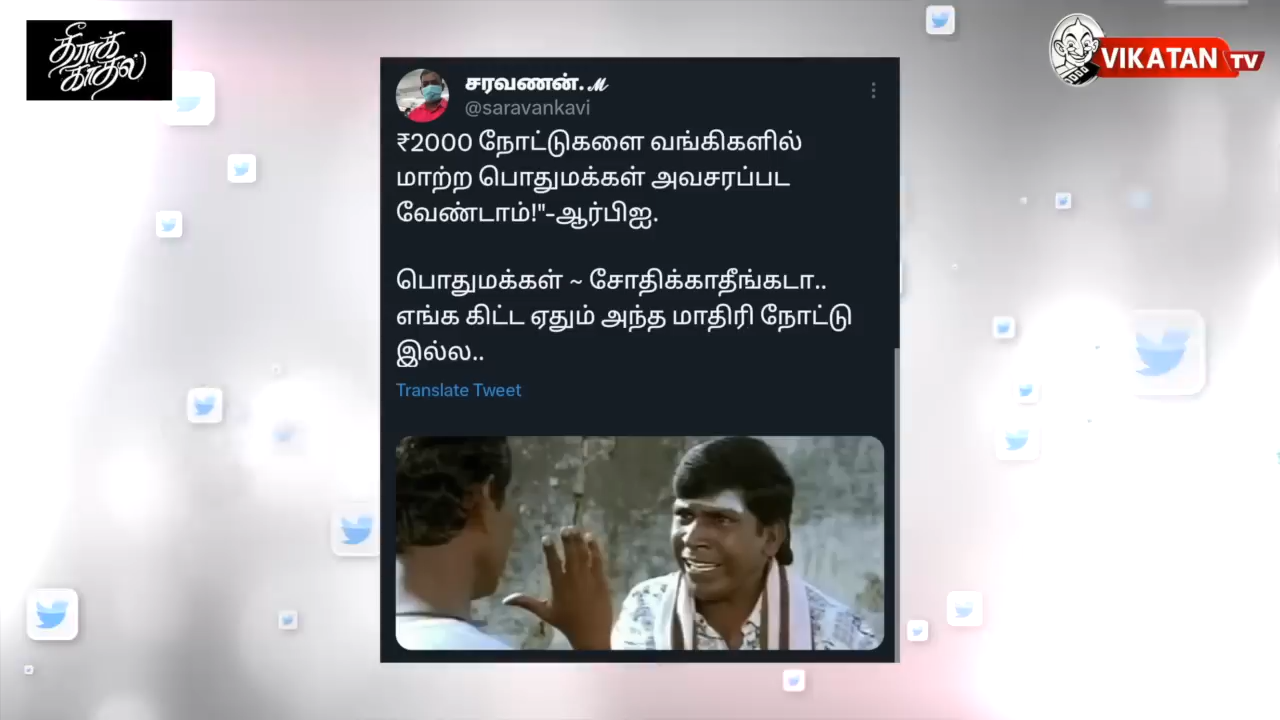 தீராக்
காதல்
VIKATAN TV
சரவணன்.ℳ
@saravankavi
₹2000 நோட்டுகளை வங்கிகளில்
மாற்ற பொதுமக்கள் அவசரப்பட
வேண்டாம்!"-ஆர்பிஐ.
பொதுமக்கள் ~ சோதிக்காதீங்கடா..
எங்க கிட்ட ஏதும் அந்த மாதிரி நோட்டு
இல்ல..
Translate Tweet